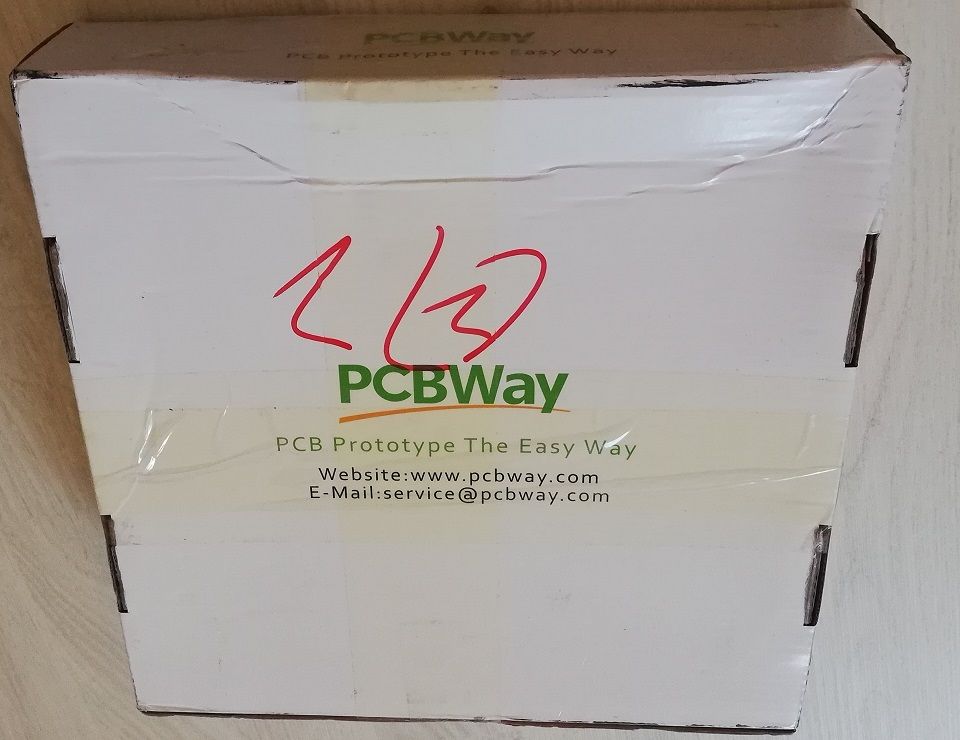 PCBWay
PCB Prototype The Easy Way
PCBWay
PCB Prototype The Easy Way
Website:www.pcbway.com
E-Mail:service@pcbway.com